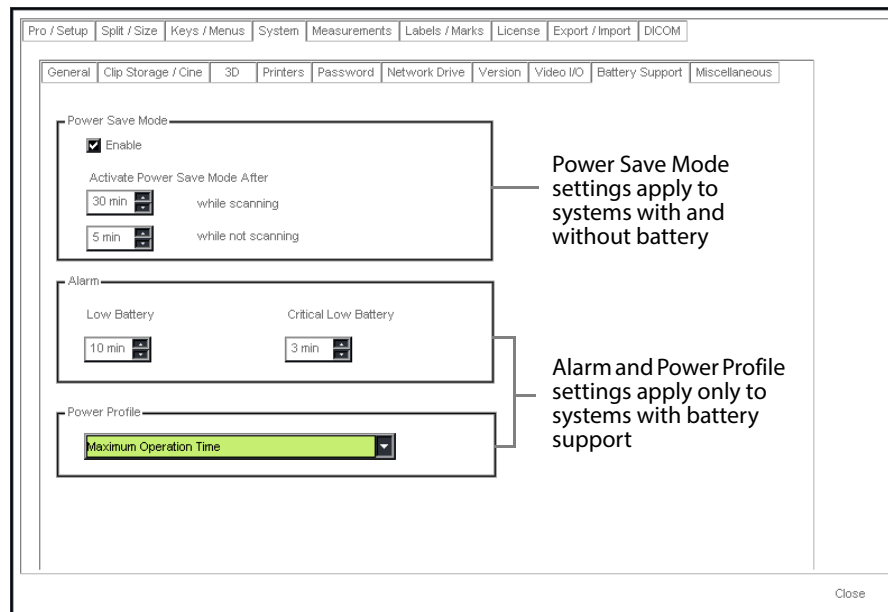 Pro / Setup Split / Size Keys / Menus System Measurements Labels / Marks License Export / Import DICOM
General Clip Storage / Cine 3D Printers Password Network Drive Version Video I/O Battery Support Miscellaneous
Power Save Mode
Enable
Activate Power Save Mode After
30 min while scanning
5 min while not scanning
Power Save Mode
settings apply to
systems with and
without battery
Alarm
Low Battery Critical Low Battery
10 min 3 min
Alarm and Power Profile
settings apply only to
systems with battery
support
Power Profile
Maximum Operation Time
Close